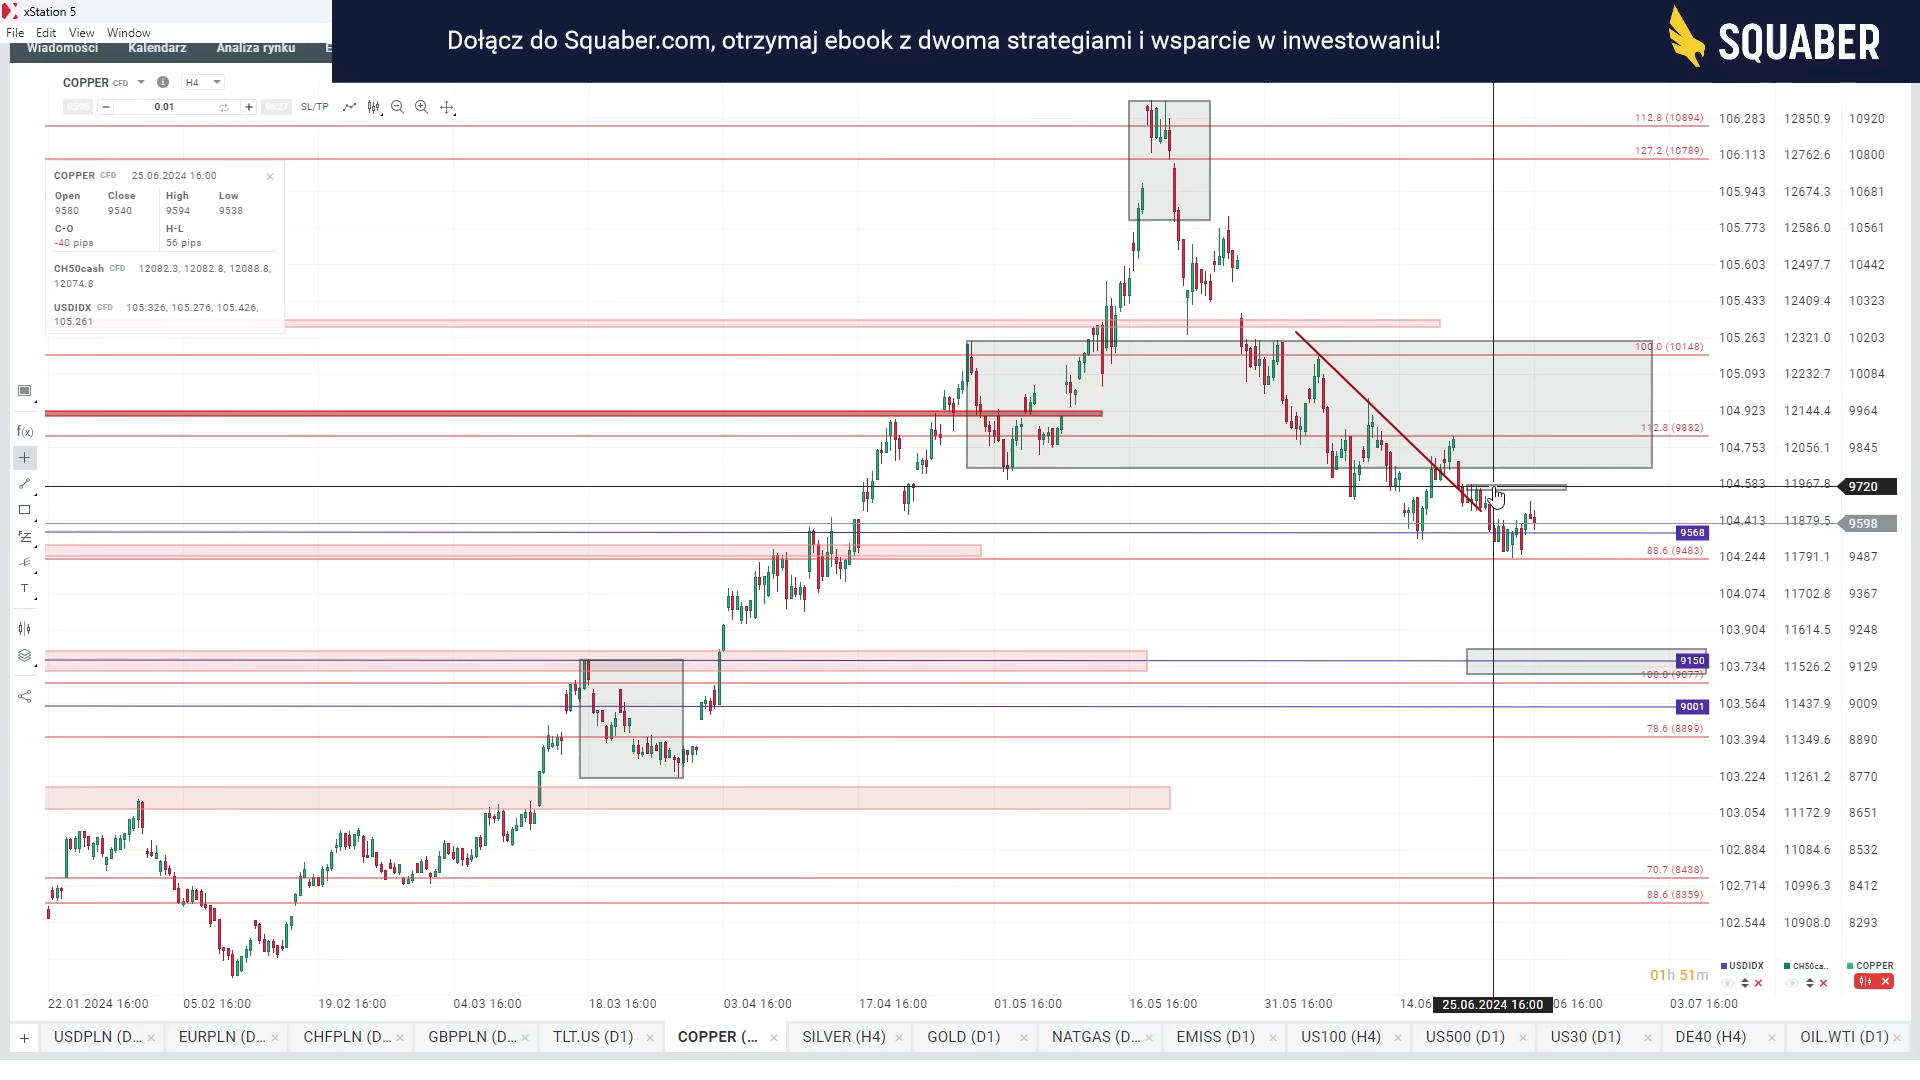 xStation 5
File Edit View Window
Wiadomości Kalendarz Analiza rynku E
Dołącz do Squaber.com, otrzymaj ebook z dwoma strategiami i wsparcie w inwestowaniu!
SQUABER
COPPER CFD H4
9598 0.01 9627 SL/TP
COPPER CFD 25.06.2024 16:00
Open Close High Low
9580 9540 9594 9538
C-O H-L
-40 pips 56 pips
CH50cash CFD 12082.3, 12082.8, 12088.8,
12074.8
USDIDX CFD 105.326, 105.276, 105.426,
105.261
f(x)
T
112.8 (10894)
127.2 (10789)
100.0 (10148)
112.8 (9882)
9568
88.6 (9483)
9150
100.0 (9077)
9001
78.6 (8899)
70.7 (8438)
88.6 (8359)
106.283 12850.9 10920
106.113 12762.6 10800
105.943 12674.3 10681
105.773 12586.0 10561
105.603 12497.7 10442
105.433 12409.4 10323
105.263 12321.0 10203
105.093 12232.7 10084
104.923 12144.4 9964
104.753 12056.1 9845
104.583 11967.8 9720
104.413 11879.5 9598
104.244 11791.1 9487
104.074 11702.8 9367
103.904 11614.5 9248
103.734 11526.2 9129
103.564 11437.9 9009
103.394 11349.6 8890
103.224 11261.2 8770
103.054 11172.9 8651
102.884 11084.6 8532
102.714 10996.3 8412
102.544 10908.0 8293
01h 51m
USDIDX CH50ca.. COPPER
22.01.2024 16:00 05.02 16:00 19.02 16:00 04.03 16:00 18.03 16:00 03.04 16:00 17.04 16:00 01.05 16:00 16.05 16:00 31.05 16:00 14.06 25.06.2024 16:00 06 16:00 03.07 16:00
USDPLN (D... EURPLN (D... CHFPLN (D... GBPPLN (D... TLT.US (D1) COPPER (... SILVER (H4) GOLD (D1) NATGAS (D... EMISS (D1) US100 (H4) US500 (D1) US30 (D1) DE40 (H4) OIL.WTI (D1)